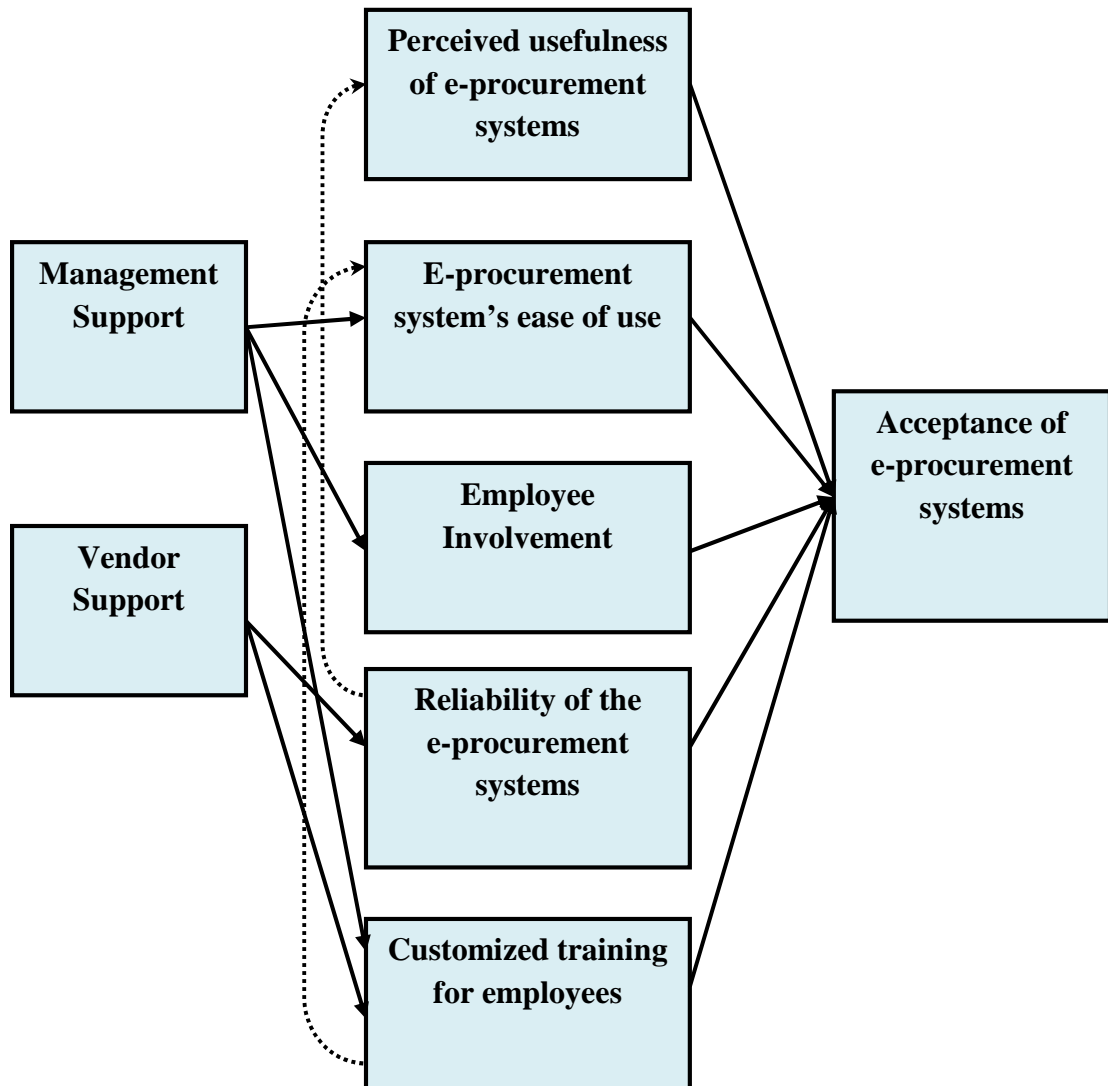 Perceived usefulness
of e-procurement
systems
Management
Support
E-procurement
system’s ease of use
Acceptance of
e-procurement
systems
Employee
Involvement
Vendor
Support
Reliability of the
e-procurement
systems
Customized training
for employees